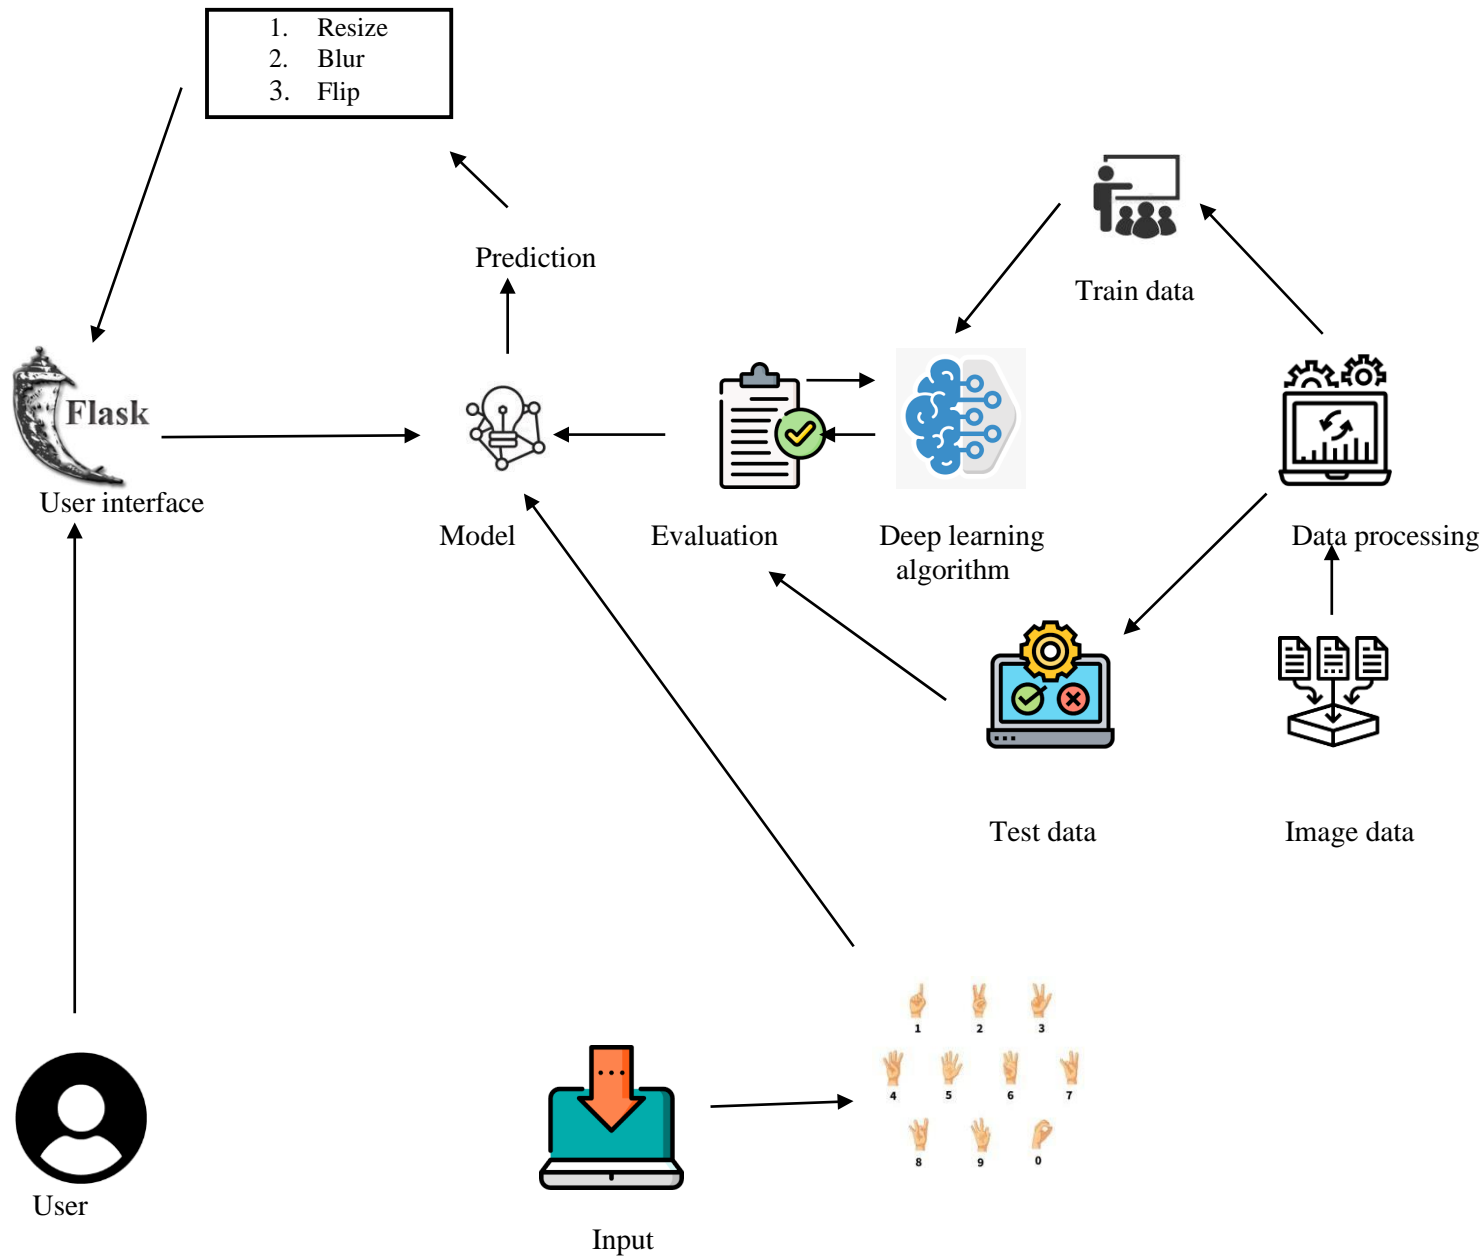 1. Resize
2. Blur
3. Flip
Prediction
Train data
Flask
User interface
Model
Evaluation
Deep learning
algorithm
Data processing
Test data
Image data
1 2 3
4 5 6 7
8 9 0
User
Input